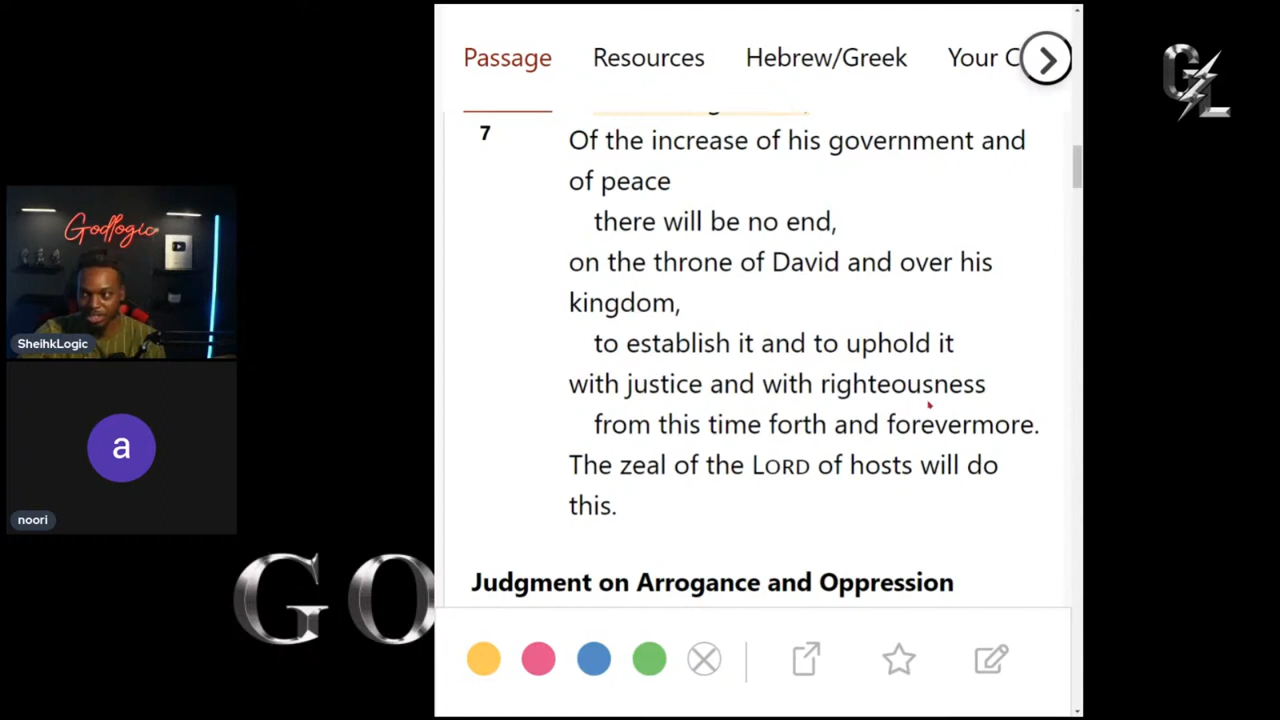 Passage Resources Hebrew/Greek Your C
7
Of the increase of his government and
of peace
there will be no end,
on the throne of David and over his
kingdom,
to establish it and to uphold it
with justice and with righteousness
from this time forth and forevermore.
The zeal of the LORD of hosts will do
this.
Judgment on Arrogance and Oppression
Godlogic
SheihkLogic
a
noori
GO
GL